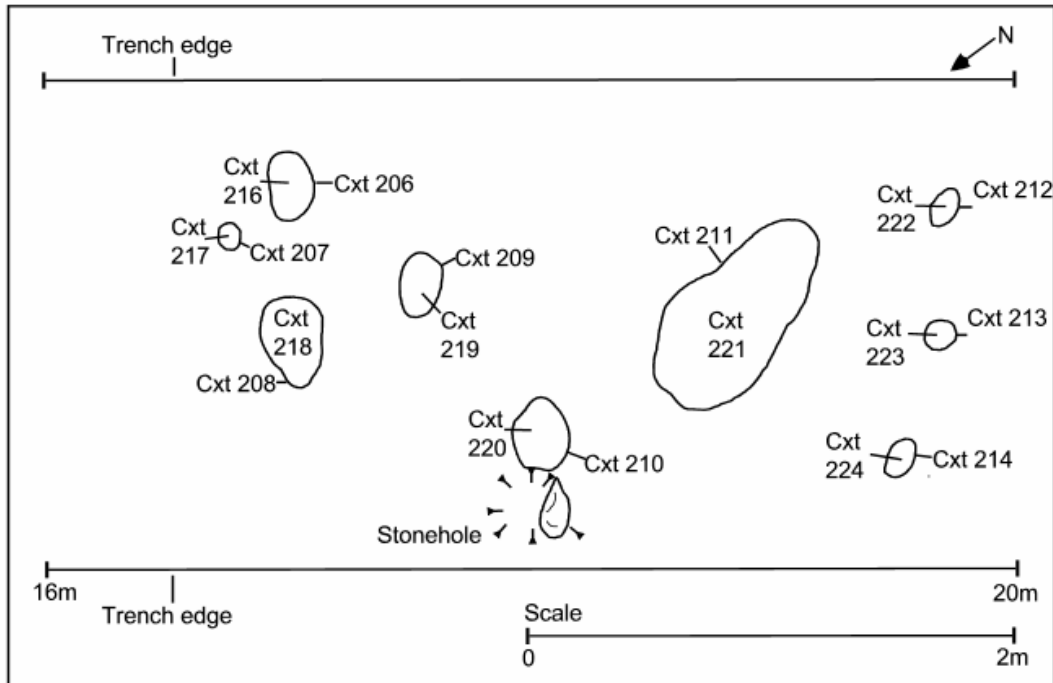 Trench edge
N
Cxt
216
Cxt 206
Cxt
217
Cxt 207
Cxt
218
Cxt 208
Cxt 209
Cxt
219
Cxt
220
Cxt 210
Stonehole
Cxt 211
Cxt
221
Cxt
222
Cxt 212
Cxt
223
Cxt 213
Cxt
224
Cxt 214
16m
20m
Trench edge
Scale
0
2m